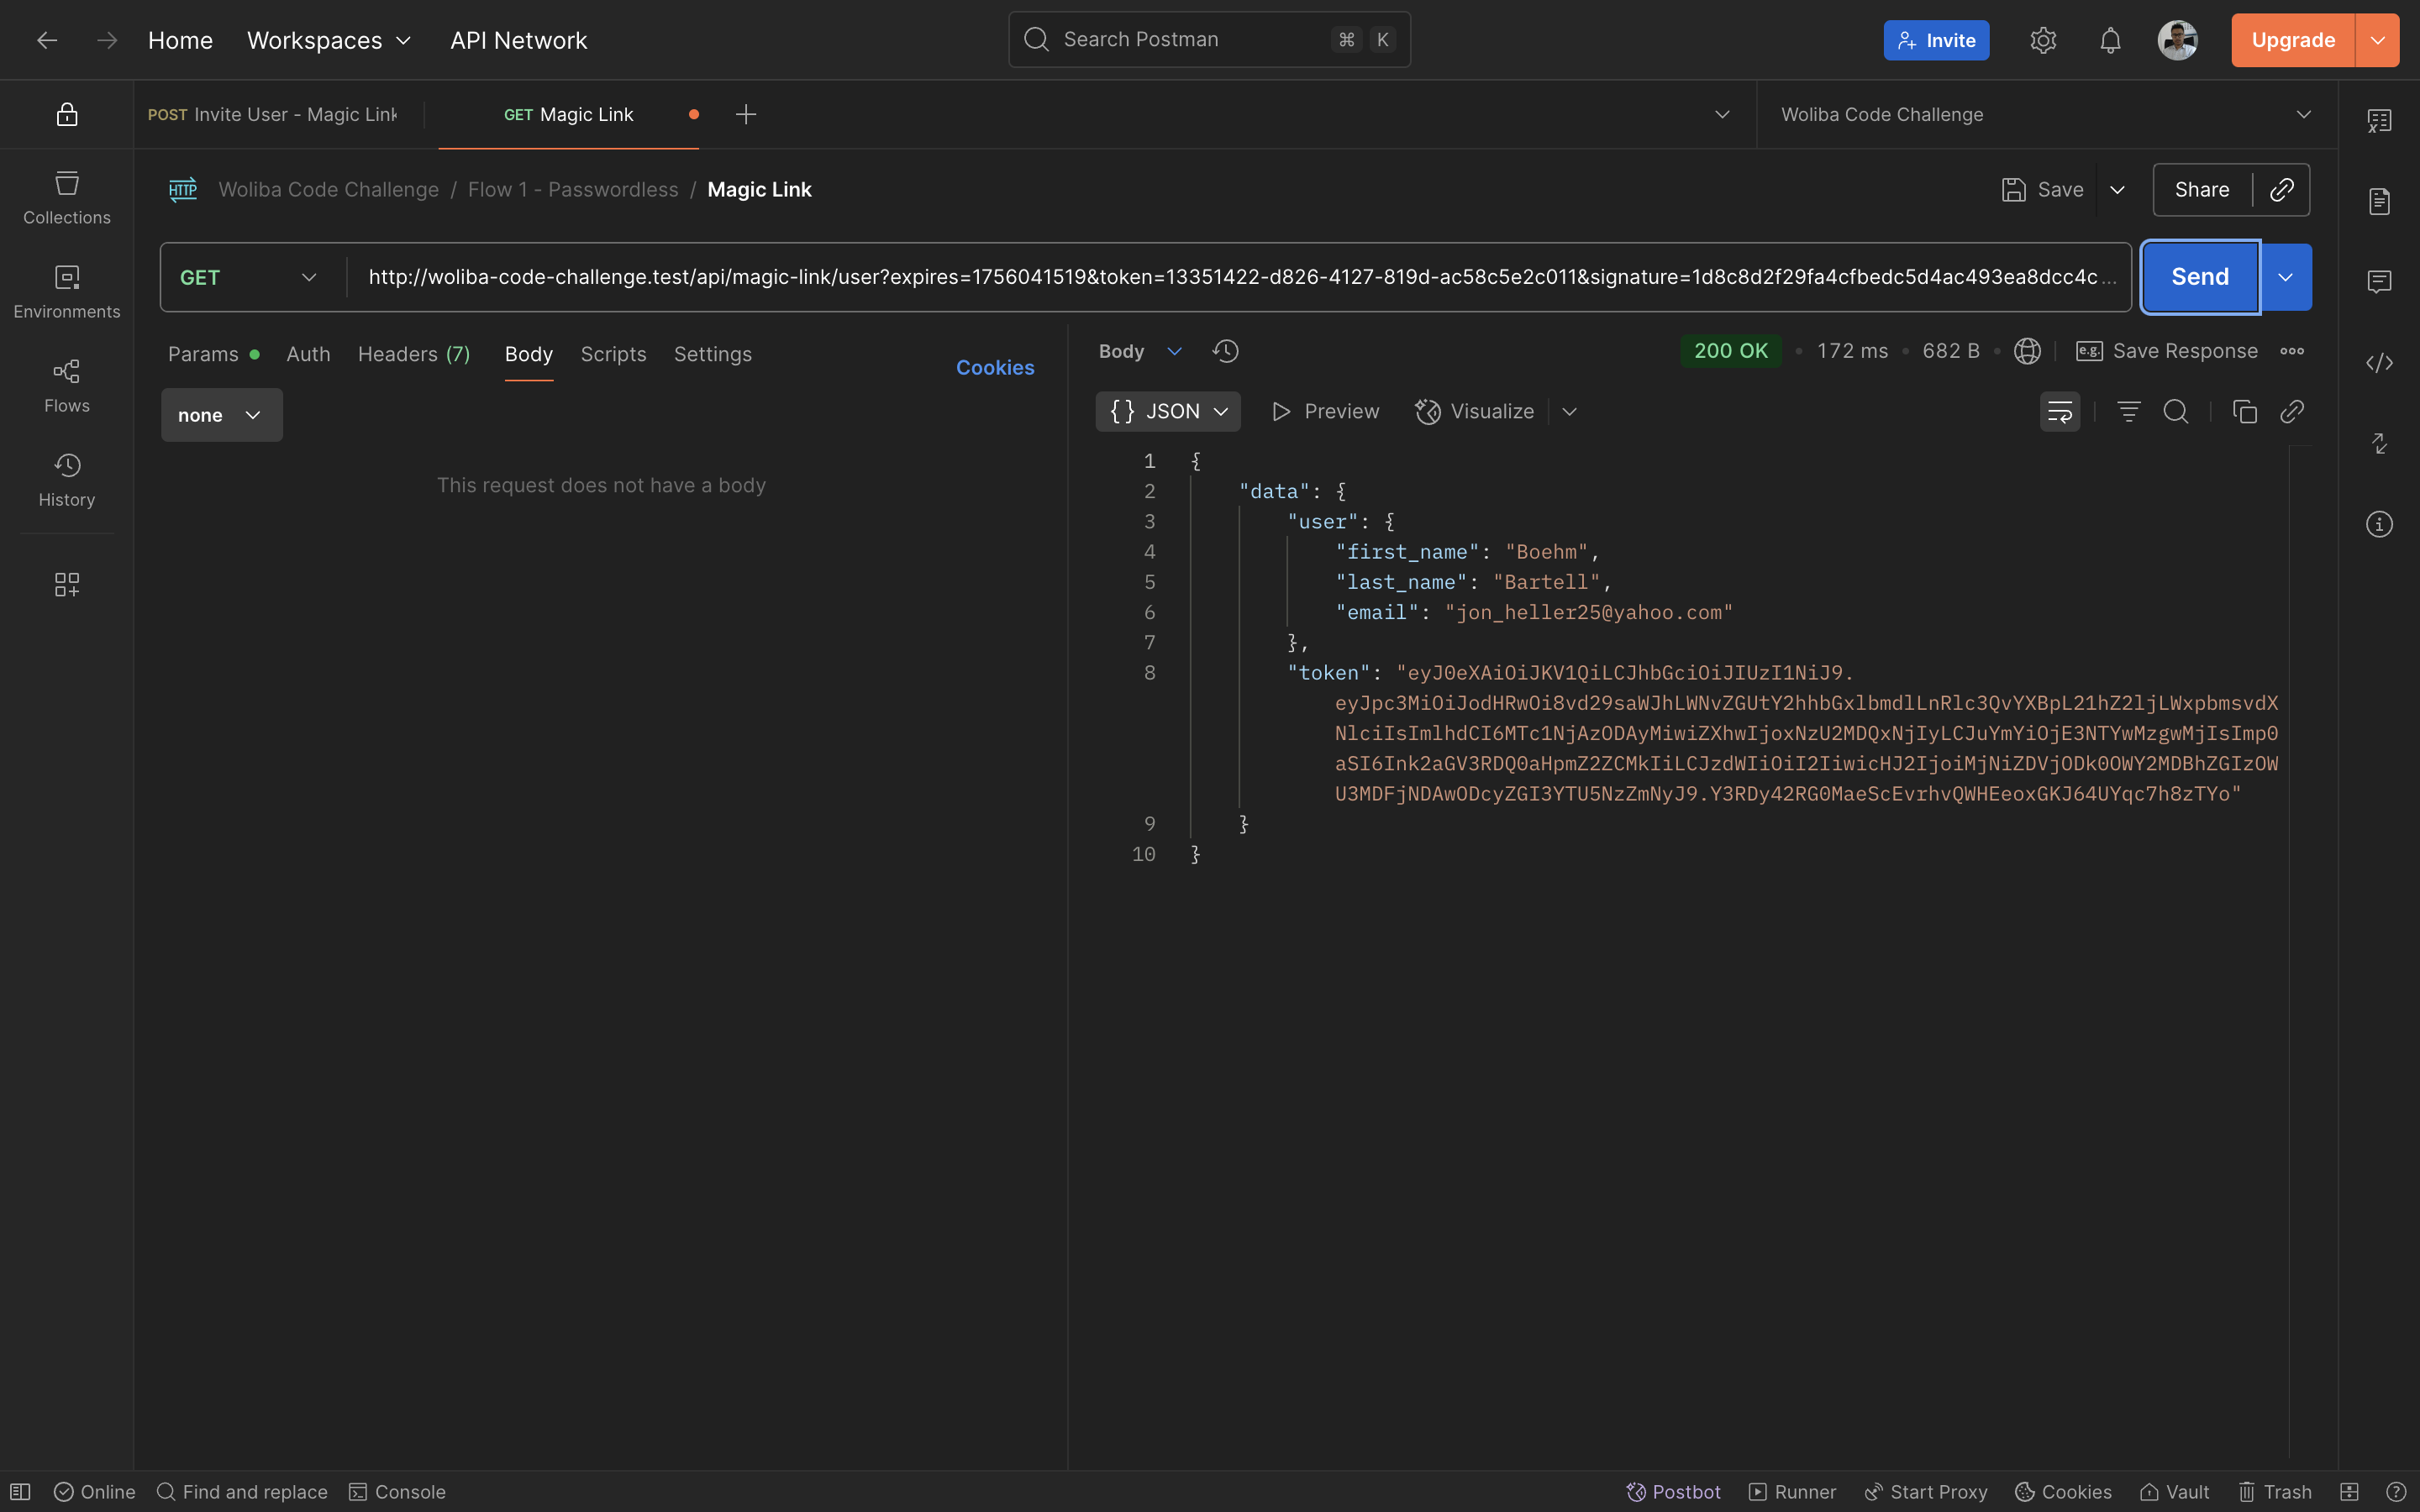 Home Workspaces API Network Search Postman ⌘ K Invite Upgrade
POST Invite User - Magic Link GET Magic Link Woliba Code Challenge
HTTP Woliba Code Challenge / Flow 1 - Passwordless / Magic Link Save Share
GET http://woliba-code-challenge.test/api/magic-link/user?expires=1756041519&token=13351422-d826-4127-819d-ac58c5e2c011&signature=1d8c8d2f29fa4cfbedc5d4ac493ea8dcc4c... Send
Collections
Environments
Flows
History
Params Auth Headers (7) Body Scripts Settings Cookies
none
This request does not have a body
Body 200 OK 172 ms 682 B e.g. Save Response
{} JSON Preview Visualize
1 {
2 "data": {
3 "user": {
4 "first_name": "Boehm",
5 "last_name": "Bartell",
6 "email": "jon_heller25@yahoo.com"
7 },
8 "token": "eyJ0eXAiOiJKV1QiLCJhbGciOiJIUzI1NiJ9.
eyJpc3MiOiJodHRwOi8vd29saWJhLWNvZGUtY2hhbGxlbmdlLnRlc3QvYXBpL21hZ2ljLWxpbmsvdX
NlciIsImlhdCI6MTc1NjAzODAyMiwiZXhwIjoxNzU2MDQxNjIyLCJuYmYiOjE3NTYwMzgwMjIsImp0
aSI6Ink2aGV3RDQ0aHpmZ2ZCMkIiLCJzdWIiOiI2IiwicHJ2IjoiMjNiZDVjODk0OWY2MDBhZGIzOW
U3MDFjNDAwODcyZGI3YTU5NzZmNyJ9.Y3RDy42RG0MaeScEvrhvQWHEeoxGKJ64UYqc7h8zTYo"
9 }
10 }
Online Find and replace Console Postbot Runner Start Proxy Cookies Vault Trash